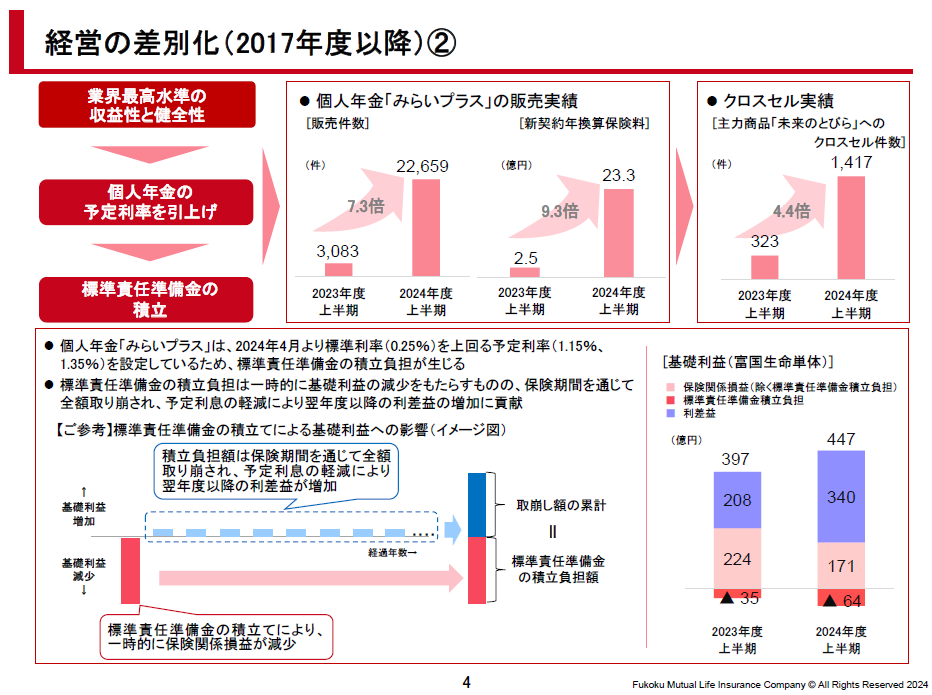 経営の差別化（2017年度以降）②
業界最高水準の
収益性と健全性
個人年金の
予定利率を引上げ
標準責任準備金の
積立
● 個人年金「みらいプラス」の販売実績
[販売件数]
（件）
22,659
7.3倍
3,083
2023年度
上半期
2024年度
上半期
[新契約年換算保険料]
（億円）
23.3
9.3倍
2.5
2023年度
上半期
2024年度
上半期
● クロスセル実績
[主力商品「未来のとびら」への
クロスセル件数]
（件）
1,417
4.4倍
323
2023年度
上半期
2024年度
上半期
● 個人年金「みらいプラス」は、2024年4月より標準利率（0.25％）を上回る予定利率（1.15％、
1.35％）を設定しているため、標準責任準備金の積立負担が生じる
● 標準責任準備金の積立負担は一時的に基礎利益の減少をもたらすものの、保険期間を通じて
全額取り崩され、予定利息の軽減により翌年度以降の利差益の増加に貢献
【ご参考】標準責任準備金の積立てによる基礎利益への影響（イメージ図）
積立負担額は保険期間を通じて全額
取り崩され、予定利息の軽減により
翌年度以降の利差益が増加
↑
基礎利益
増加
基礎利益
減少
↓
経過年数→
取崩し額の累計
＝
標準責任準備金
の積立負担額
標準責任準備金の積立てにより、
一時的に保険関係損益が減少
[基礎利益（富国生命単体）]
保険関係損益（除く標準責任準備金積立負担）
標準責任準備金積立負担
利差益
（億円）
397
208
224
▲ 35
2023年度
上半期
447
340
171
▲ 64
2024年度
上半期
4
Fukoku Mutual Life Insurance Company © All Rights Reserved 2024